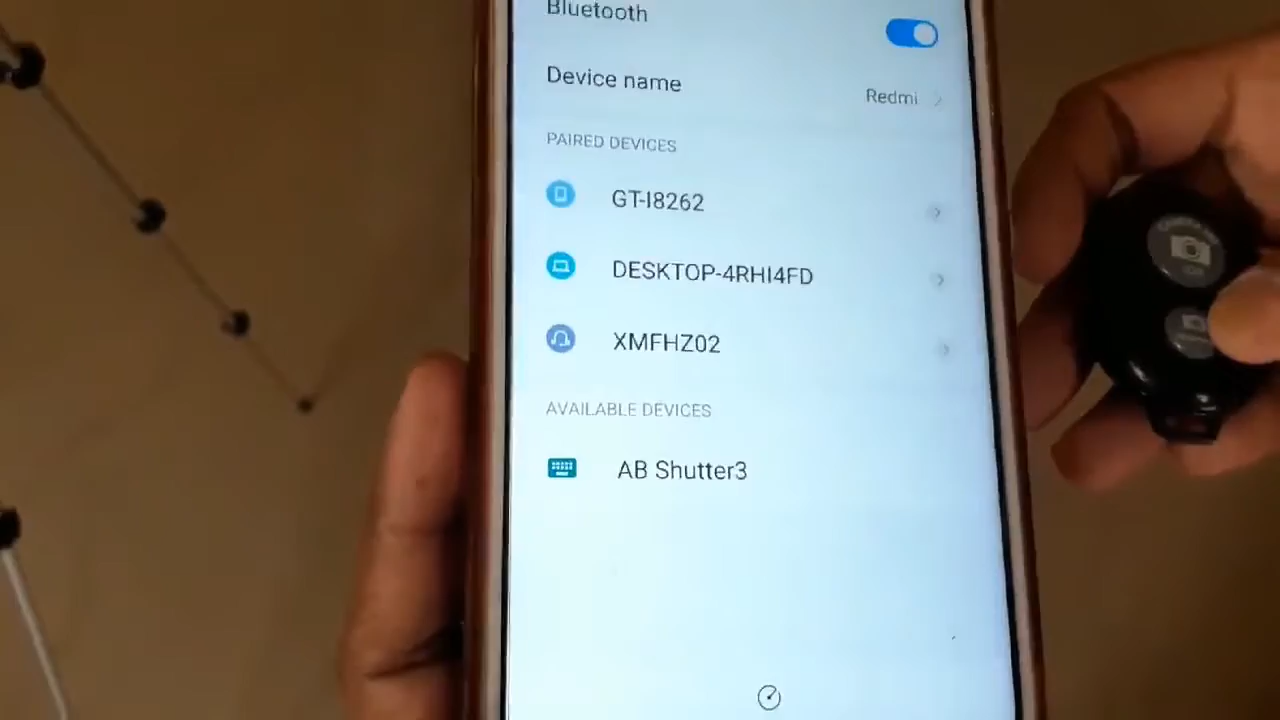 Bluetooth
Device name
Redmi
PAIRED DEVICES
GT-I8262
DESKTOP-4RHI4FD
XMFHZ02
AVAILABLE DEVICES
AB Shutter3